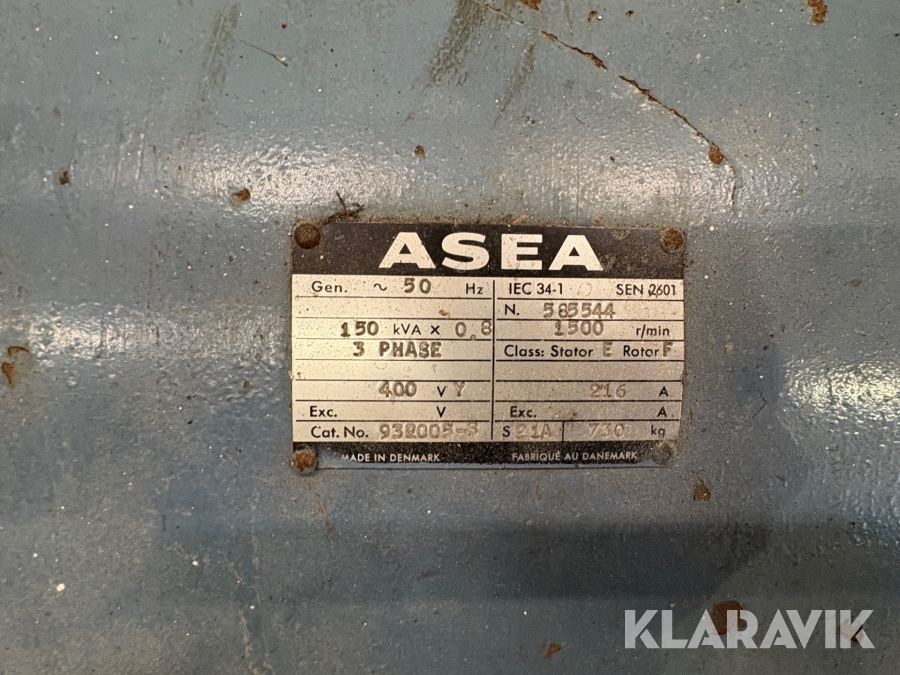 ASEA
Gen. ~ 50 Hz
IEC 34-1 SEN 2601
N. 585544
150 kVA x 0,8
1500 r/min
3 PHASE
Class: Stator E Rotor F
400 V Y
216 A
Exc. V
Exc. A
Cat. No.
S 21A 730 kg
MADE IN DENMARK
FABRIQUÉ AU DANEMARK
KLARAVIK